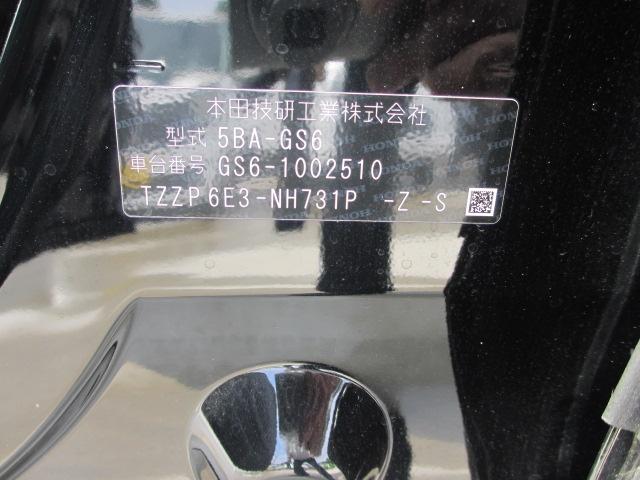 本田技研工業株式会社
型式 5BA-GS6
車台番号 GS6-1002510
TZZP 6E3-NH731P -Z -S